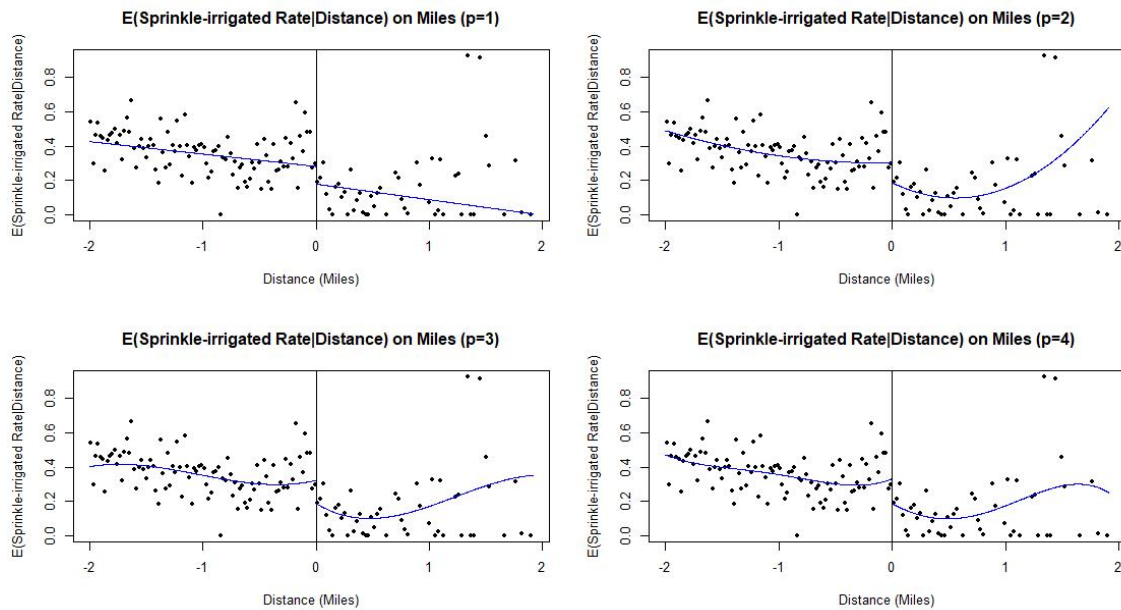 E(Sprinkle-irrigated Rate|Distance) on Miles (p=1)
E(Sprinkle-irrigated Rate|Distance)
0.8
0.6
0.4
0.2
0.0
-2 -1 0 1 2
Distance (Miles)
E(Sprinkle-irrigated Rate|Distance) on Miles (p=2)
E(Sprinkle-irrigated Rate|Distance)
0.8
0.6
0.4
0.2
0.0
-2 -1 0 1 2
Distance (Miles)
E(Sprinkle-irrigated Rate|Distance) on Miles (p=3)
E(Sprinkle-irrigated Rate|Distance)
0.8
0.6
0.4
0.2
0.0
-2 -1 0 1 2
Distance (Miles)
E(Sprinkle-irrigated Rate|Distance) on Miles (p=4)
E(Sprinkle-irrigated Rate|Distance)
0.8
0.6
0.4
0.2
0.0
-2 -1 0 1 2
Distance (Miles)